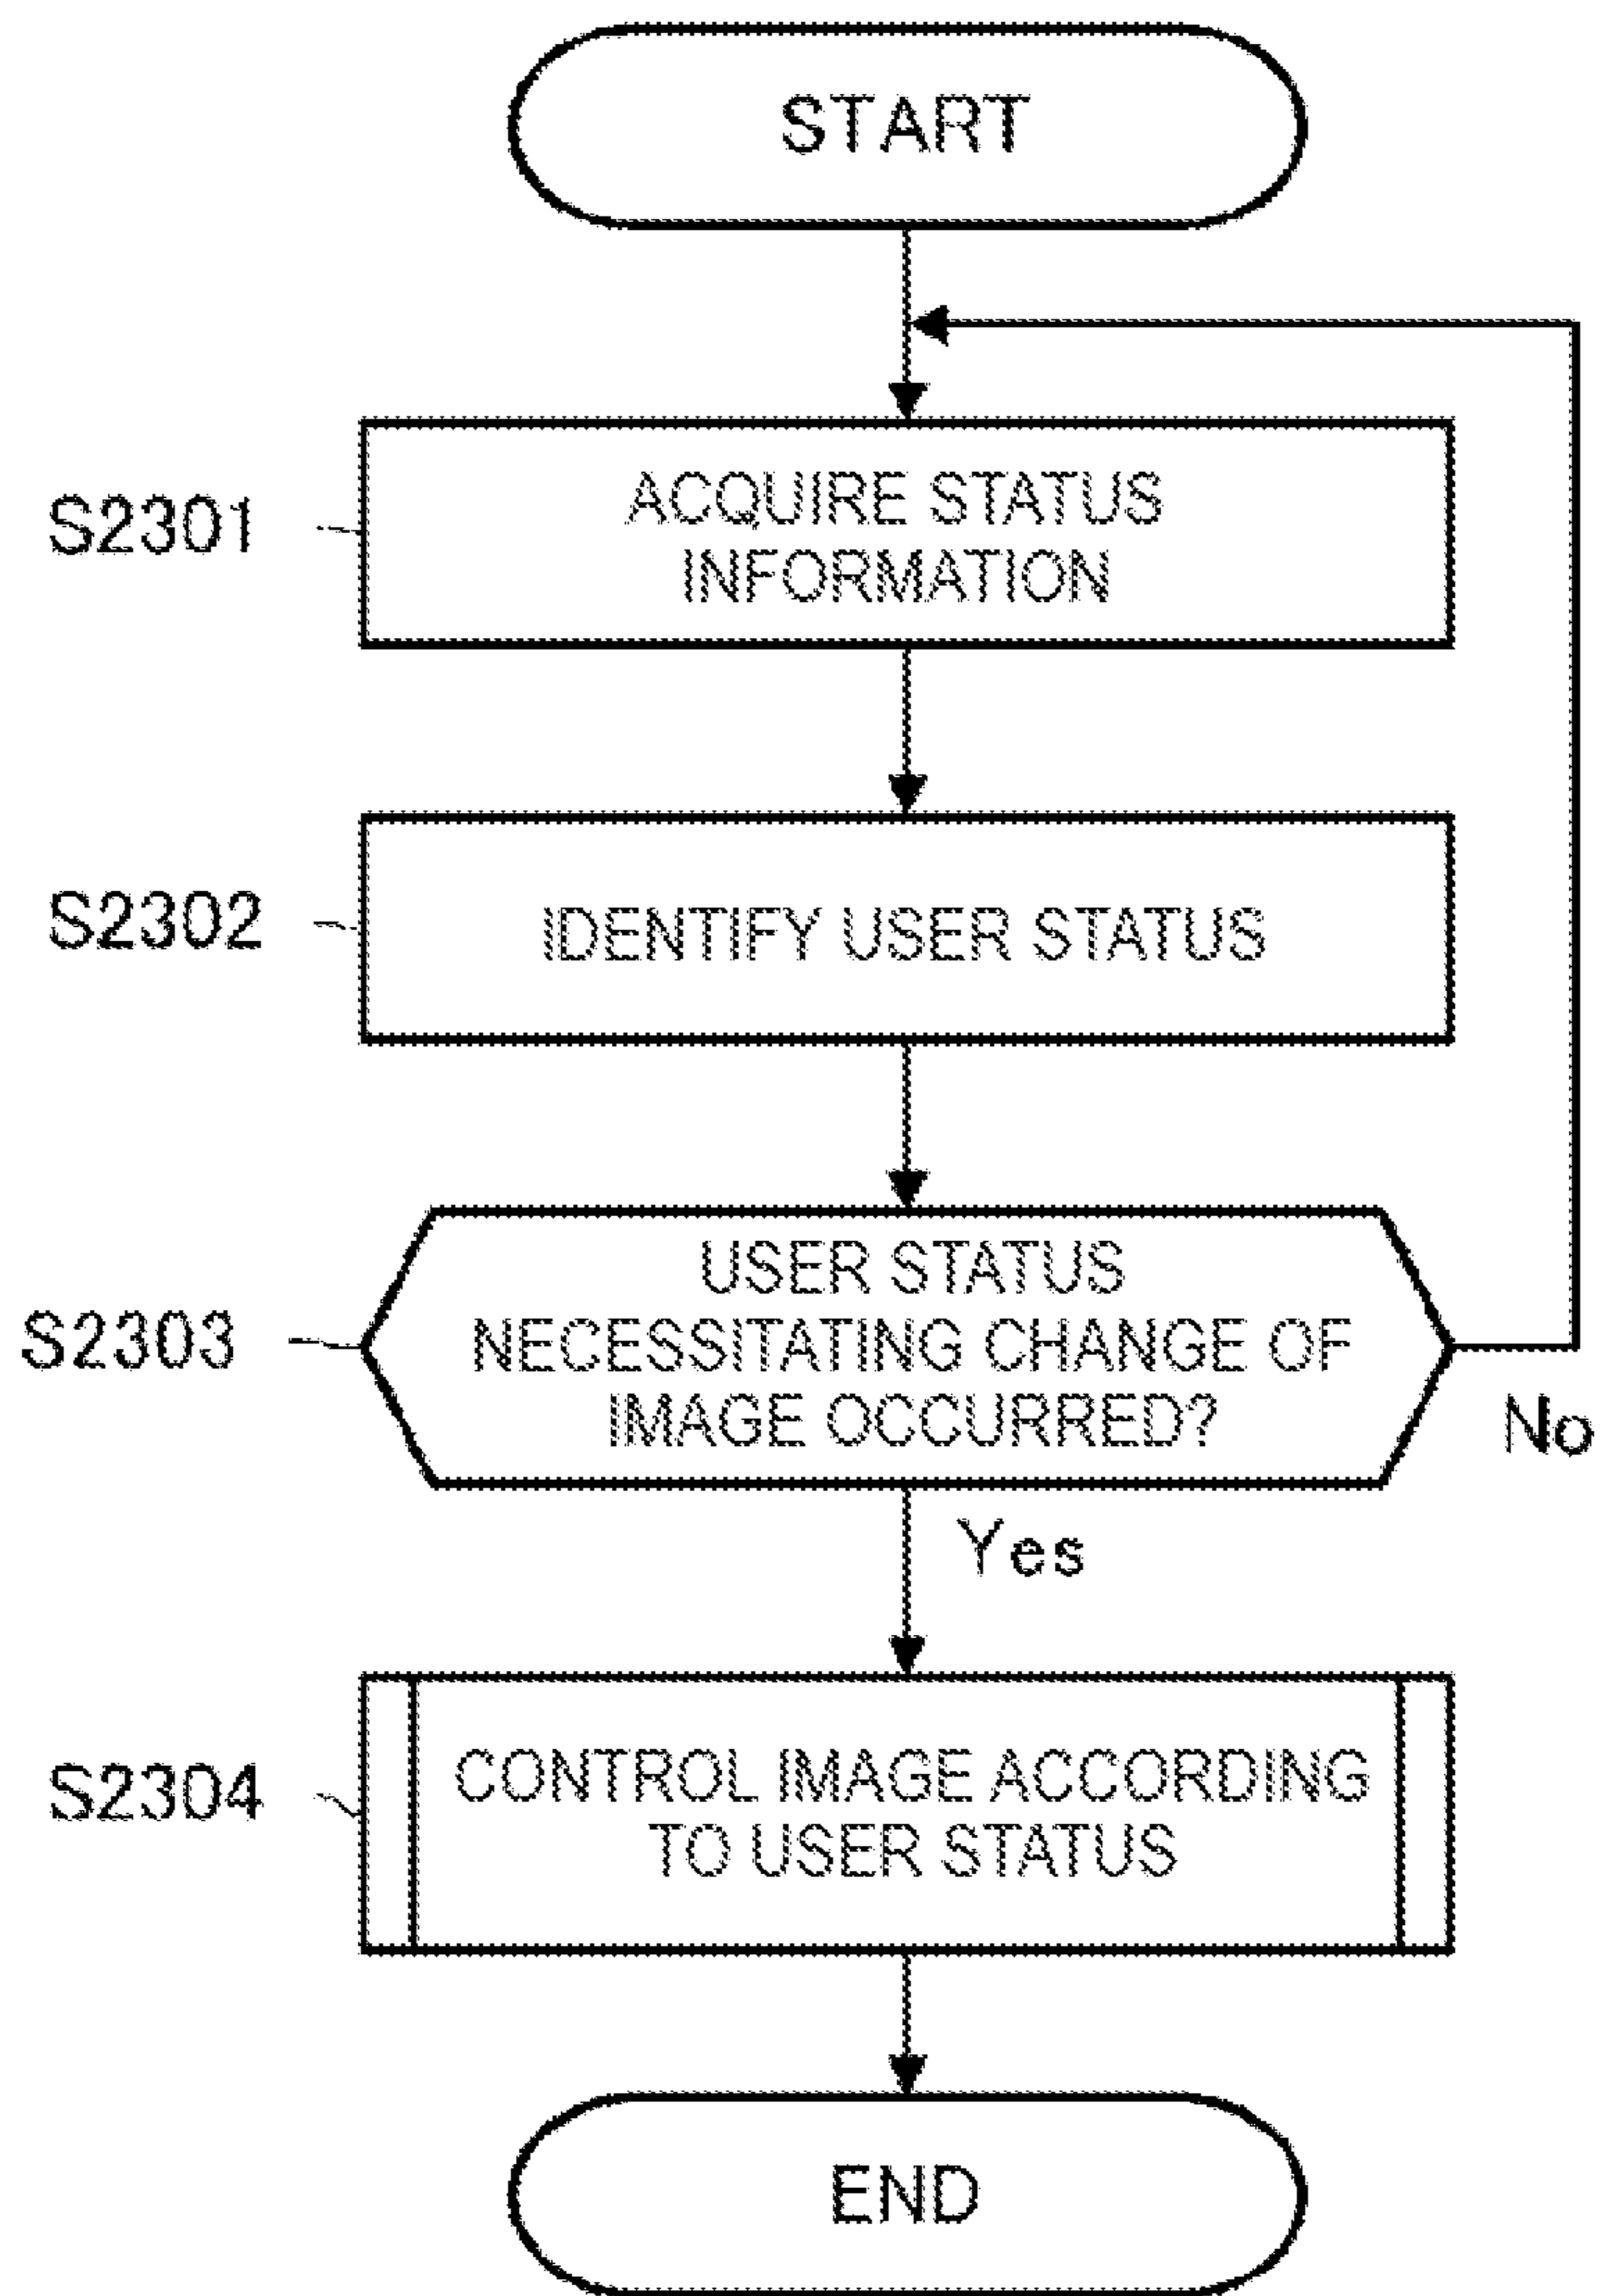 START
S2301
ACQUIRE STATUS
INFORMATION
S2302
IDENTIFY USER STATUS
S2303
USER STATUS
NECESSITATING CHANGE OF
IMAGE OCCURRED?
No
Yes
S2304
CONTROL IMAGE ACCORDING
TO USER STATUS
END